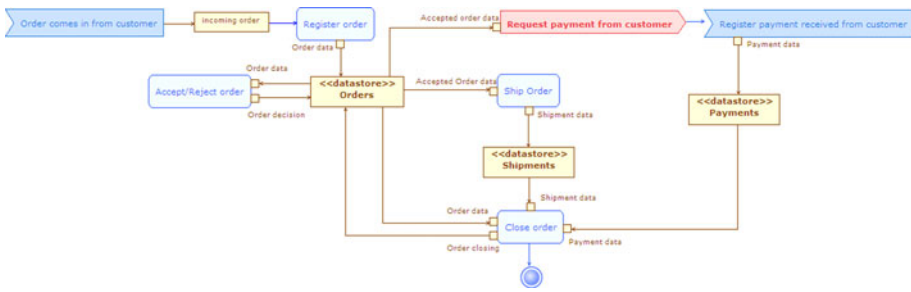 Order comes in from customer
incoming order
Register order
Accepted order data
Request payment from customer
Register payment received from customer
Order data
Payment data
Order data
Accept/Reject order
<<datastore>>
Orders
Accepted Order data
Ship Order
<<datastore>>
Payments
Order decision
Shipment data
<<datastore>>
Shipments
Shipment data
Order data
Close order
Order closing
Payment data